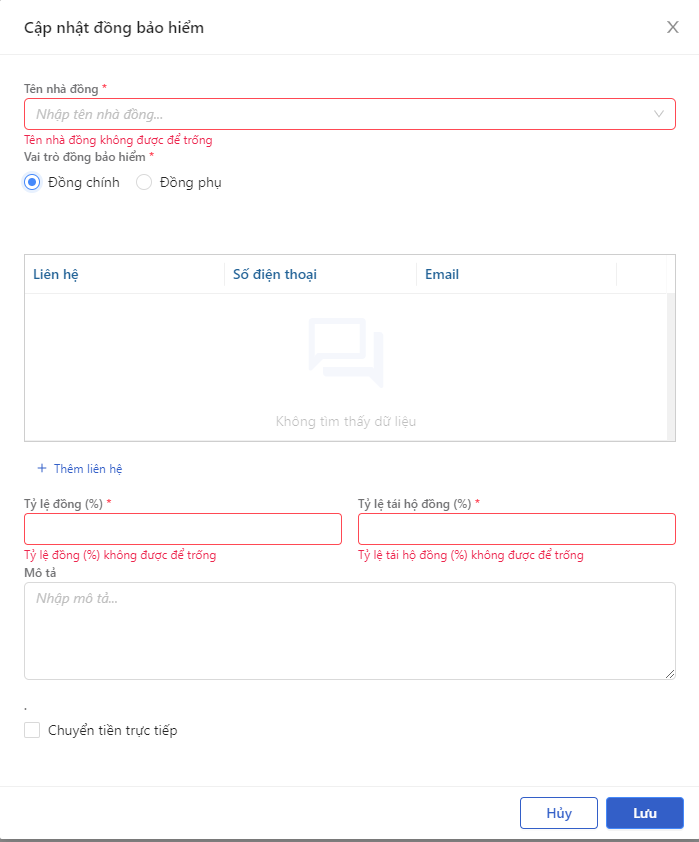 Cập nhật đồng bảo hiểm
Tên nhà đồng *
Nhập tên nhà đồng...
Tên nhà đồng không được để trống
Vai trò đồng bảo hiểm *
Đồng chính Đồng phụ
Liên hệ Số điện thoại Email
Không tìm thấy dữ liệu
+ Thêm liên hệ
Tỷ lệ đồng (%) * Tỷ lệ tái hộ đồng (%) *
Tỷ lệ đồng (%) không được để trống Tỷ lệ tái hộ đồng (%) không được để trống
Mô tả
Nhập mô tả...
.
Chuyển tiền trực tiếp
Hủy Lưu